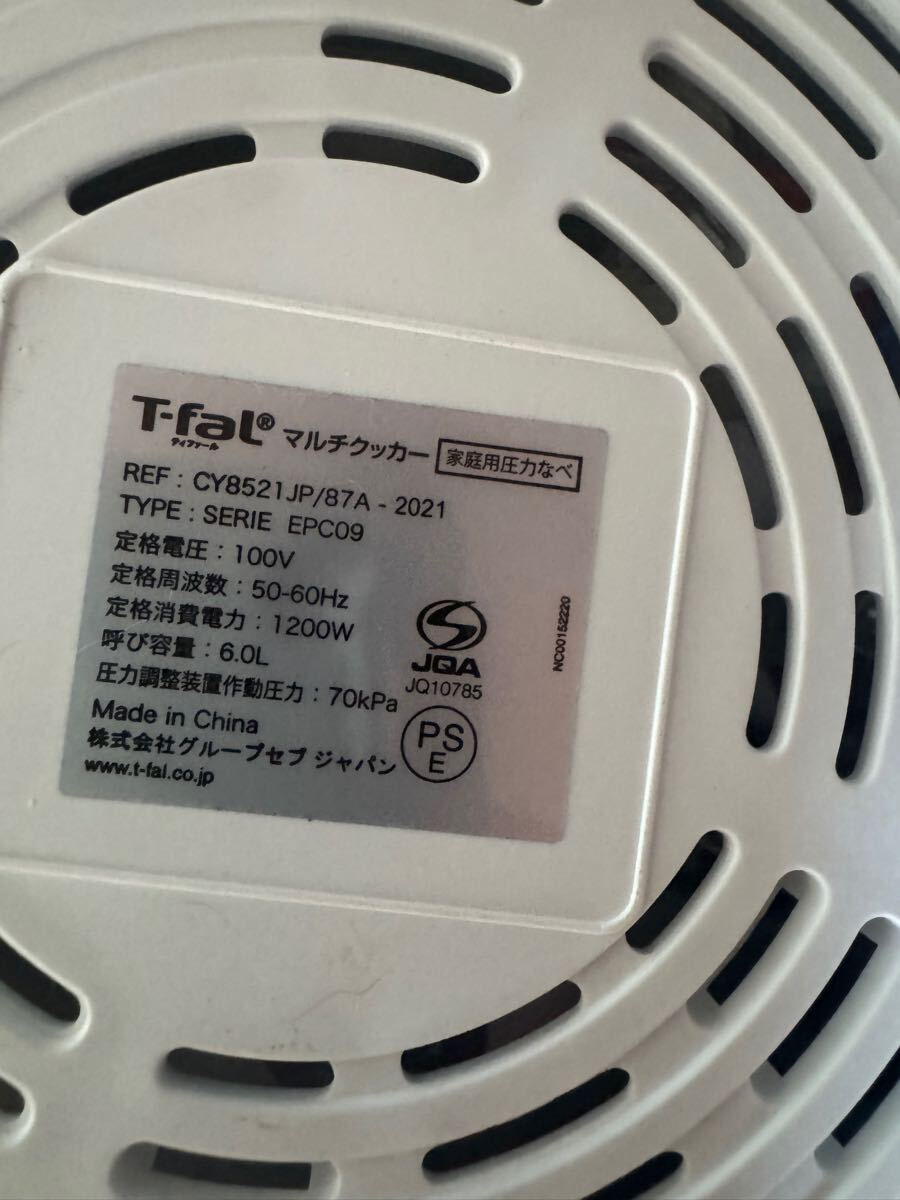 T-fal® マルチクッカー 家庭用圧力なべ
ティファール
REF : CY8521JP/87A - 2021
TYPE : SERIE EPC09
定格電圧 : 100V
定格周波数 : 50-60Hz
定格消費電力 : 1200W
呼び容量 : 6.0L
圧力調整装置作動圧力 : 70kPa
Made in China
株式会社グループセブ ジャパン
www.t-fal.co.jp
JQA
JQ10785
PS
E
NC00152220